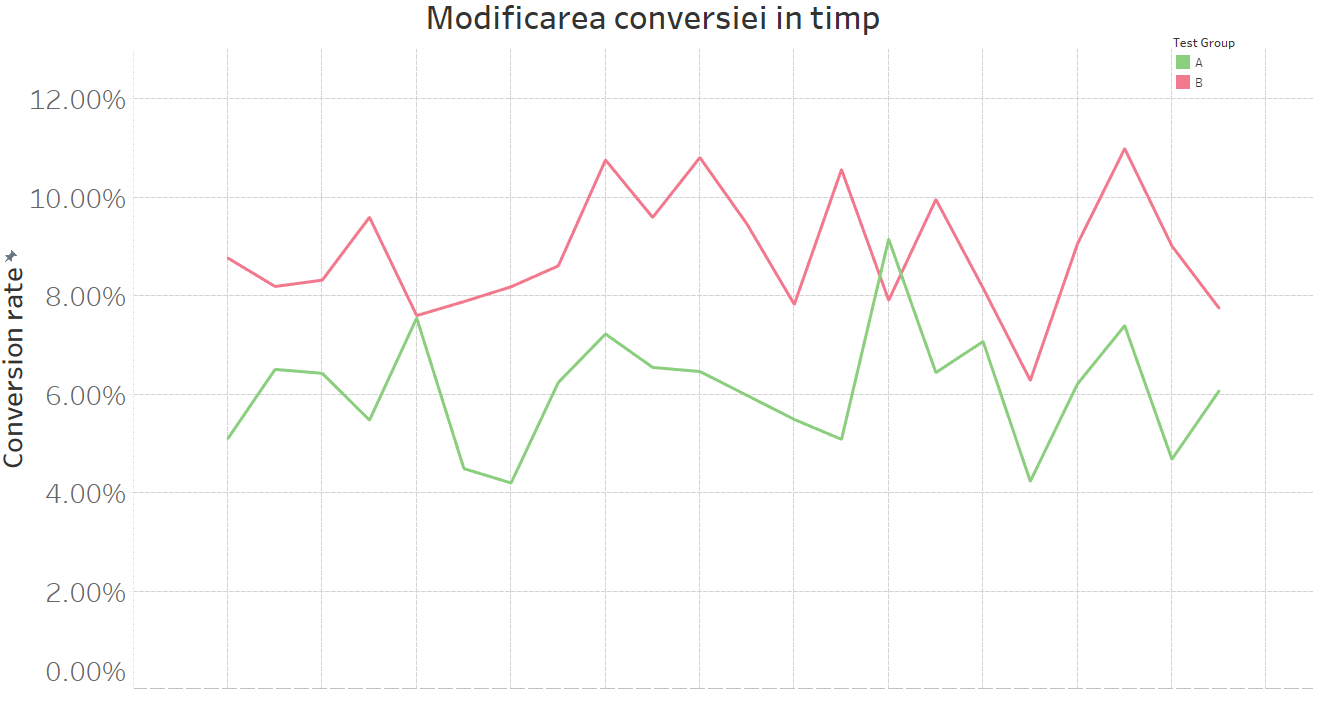 Modificarea conversiei in timp
Test Group
A
B
12.00%
10.00%
8.00%
6.00%
4.00%
2.00%
0.00%
Conversion rate